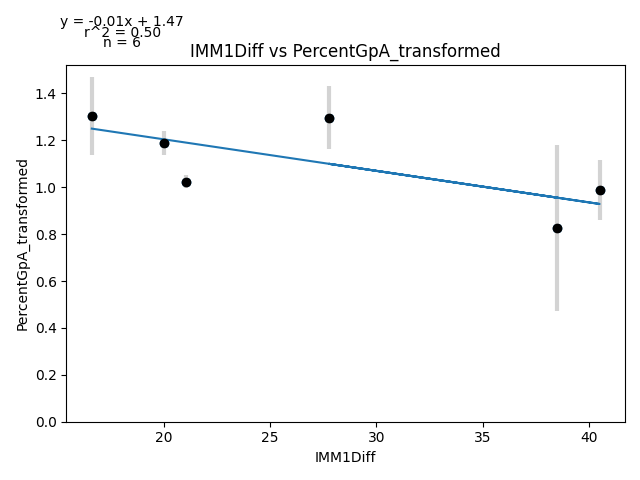 y = -0.01x + 1.47
r^2 = 0.50
n = 6
IMM1Diff vs PercentGpA_transformed
PercentGpA_transformed
1.4
1.2
1.0
0.8
0.6
0.4
0.2
0.0
20 25 30 35 40
IMM1Diff